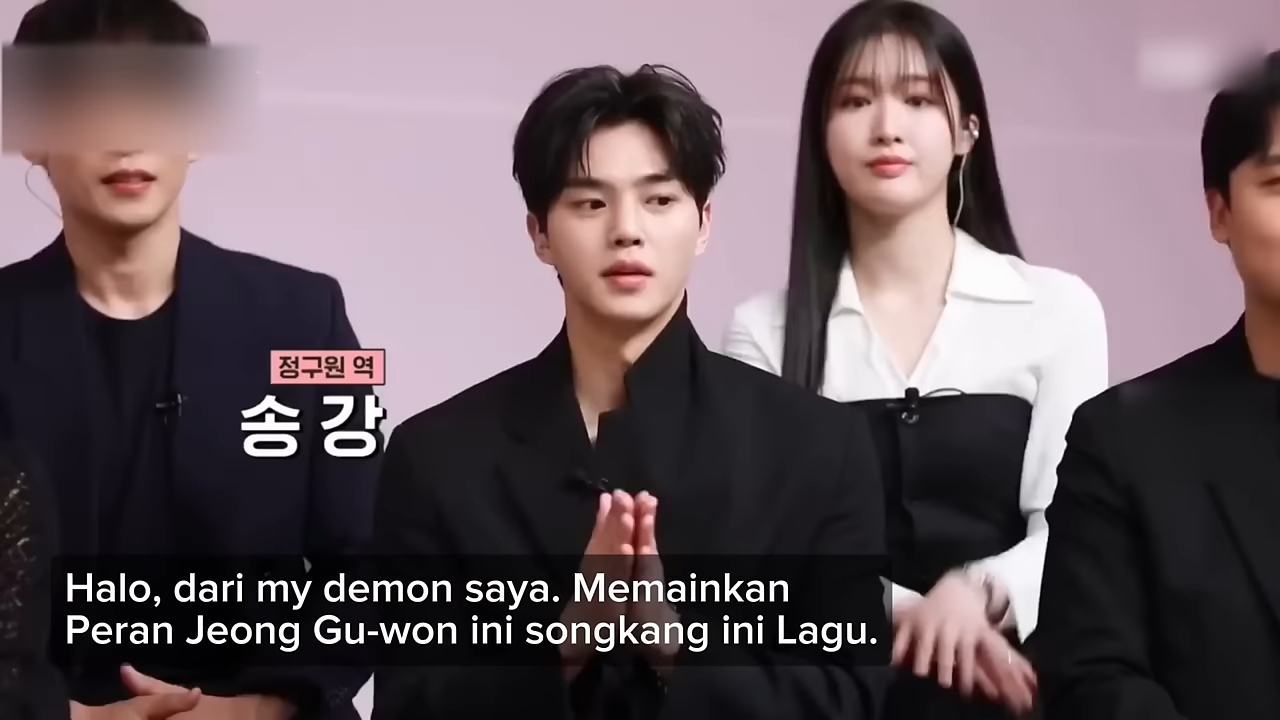 정구원 역
송 강
Halo, dari my demon saya. Memainkan
Peran Jeong Gu-won ini songkang ini Lagu.